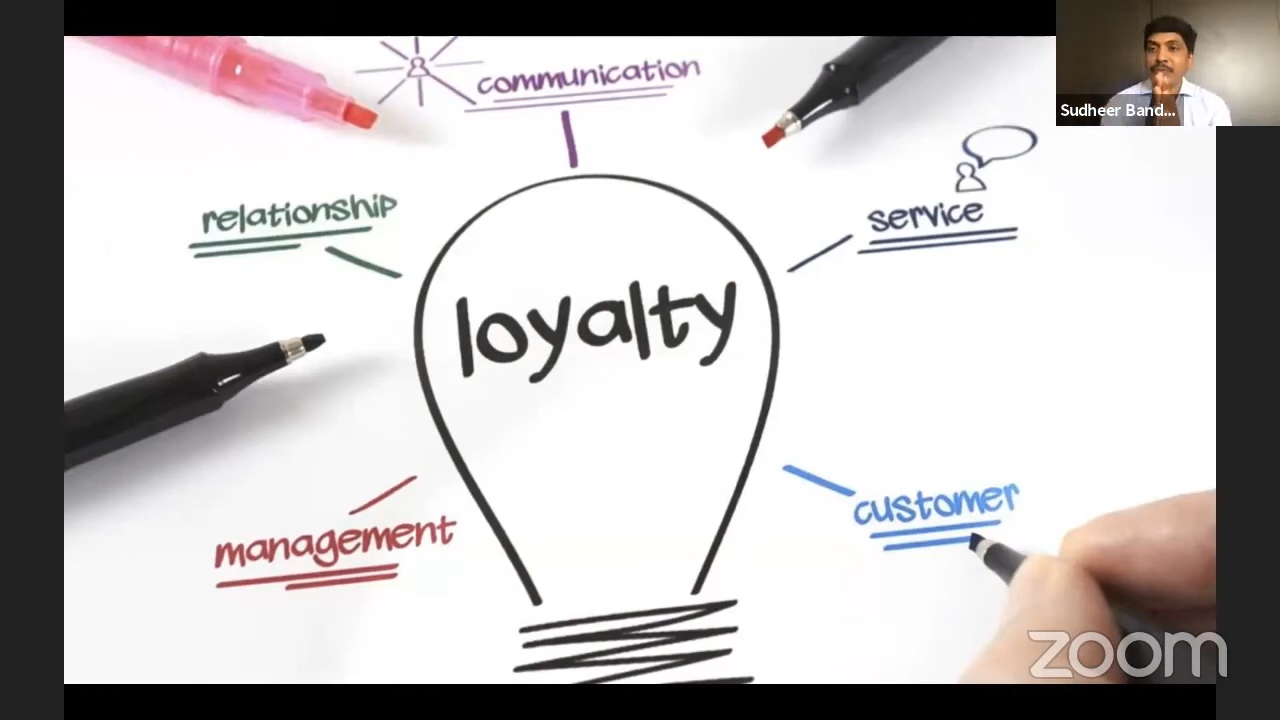 communication
Sudheer Band...
relationship
service
loyalty
customer
management
zoom